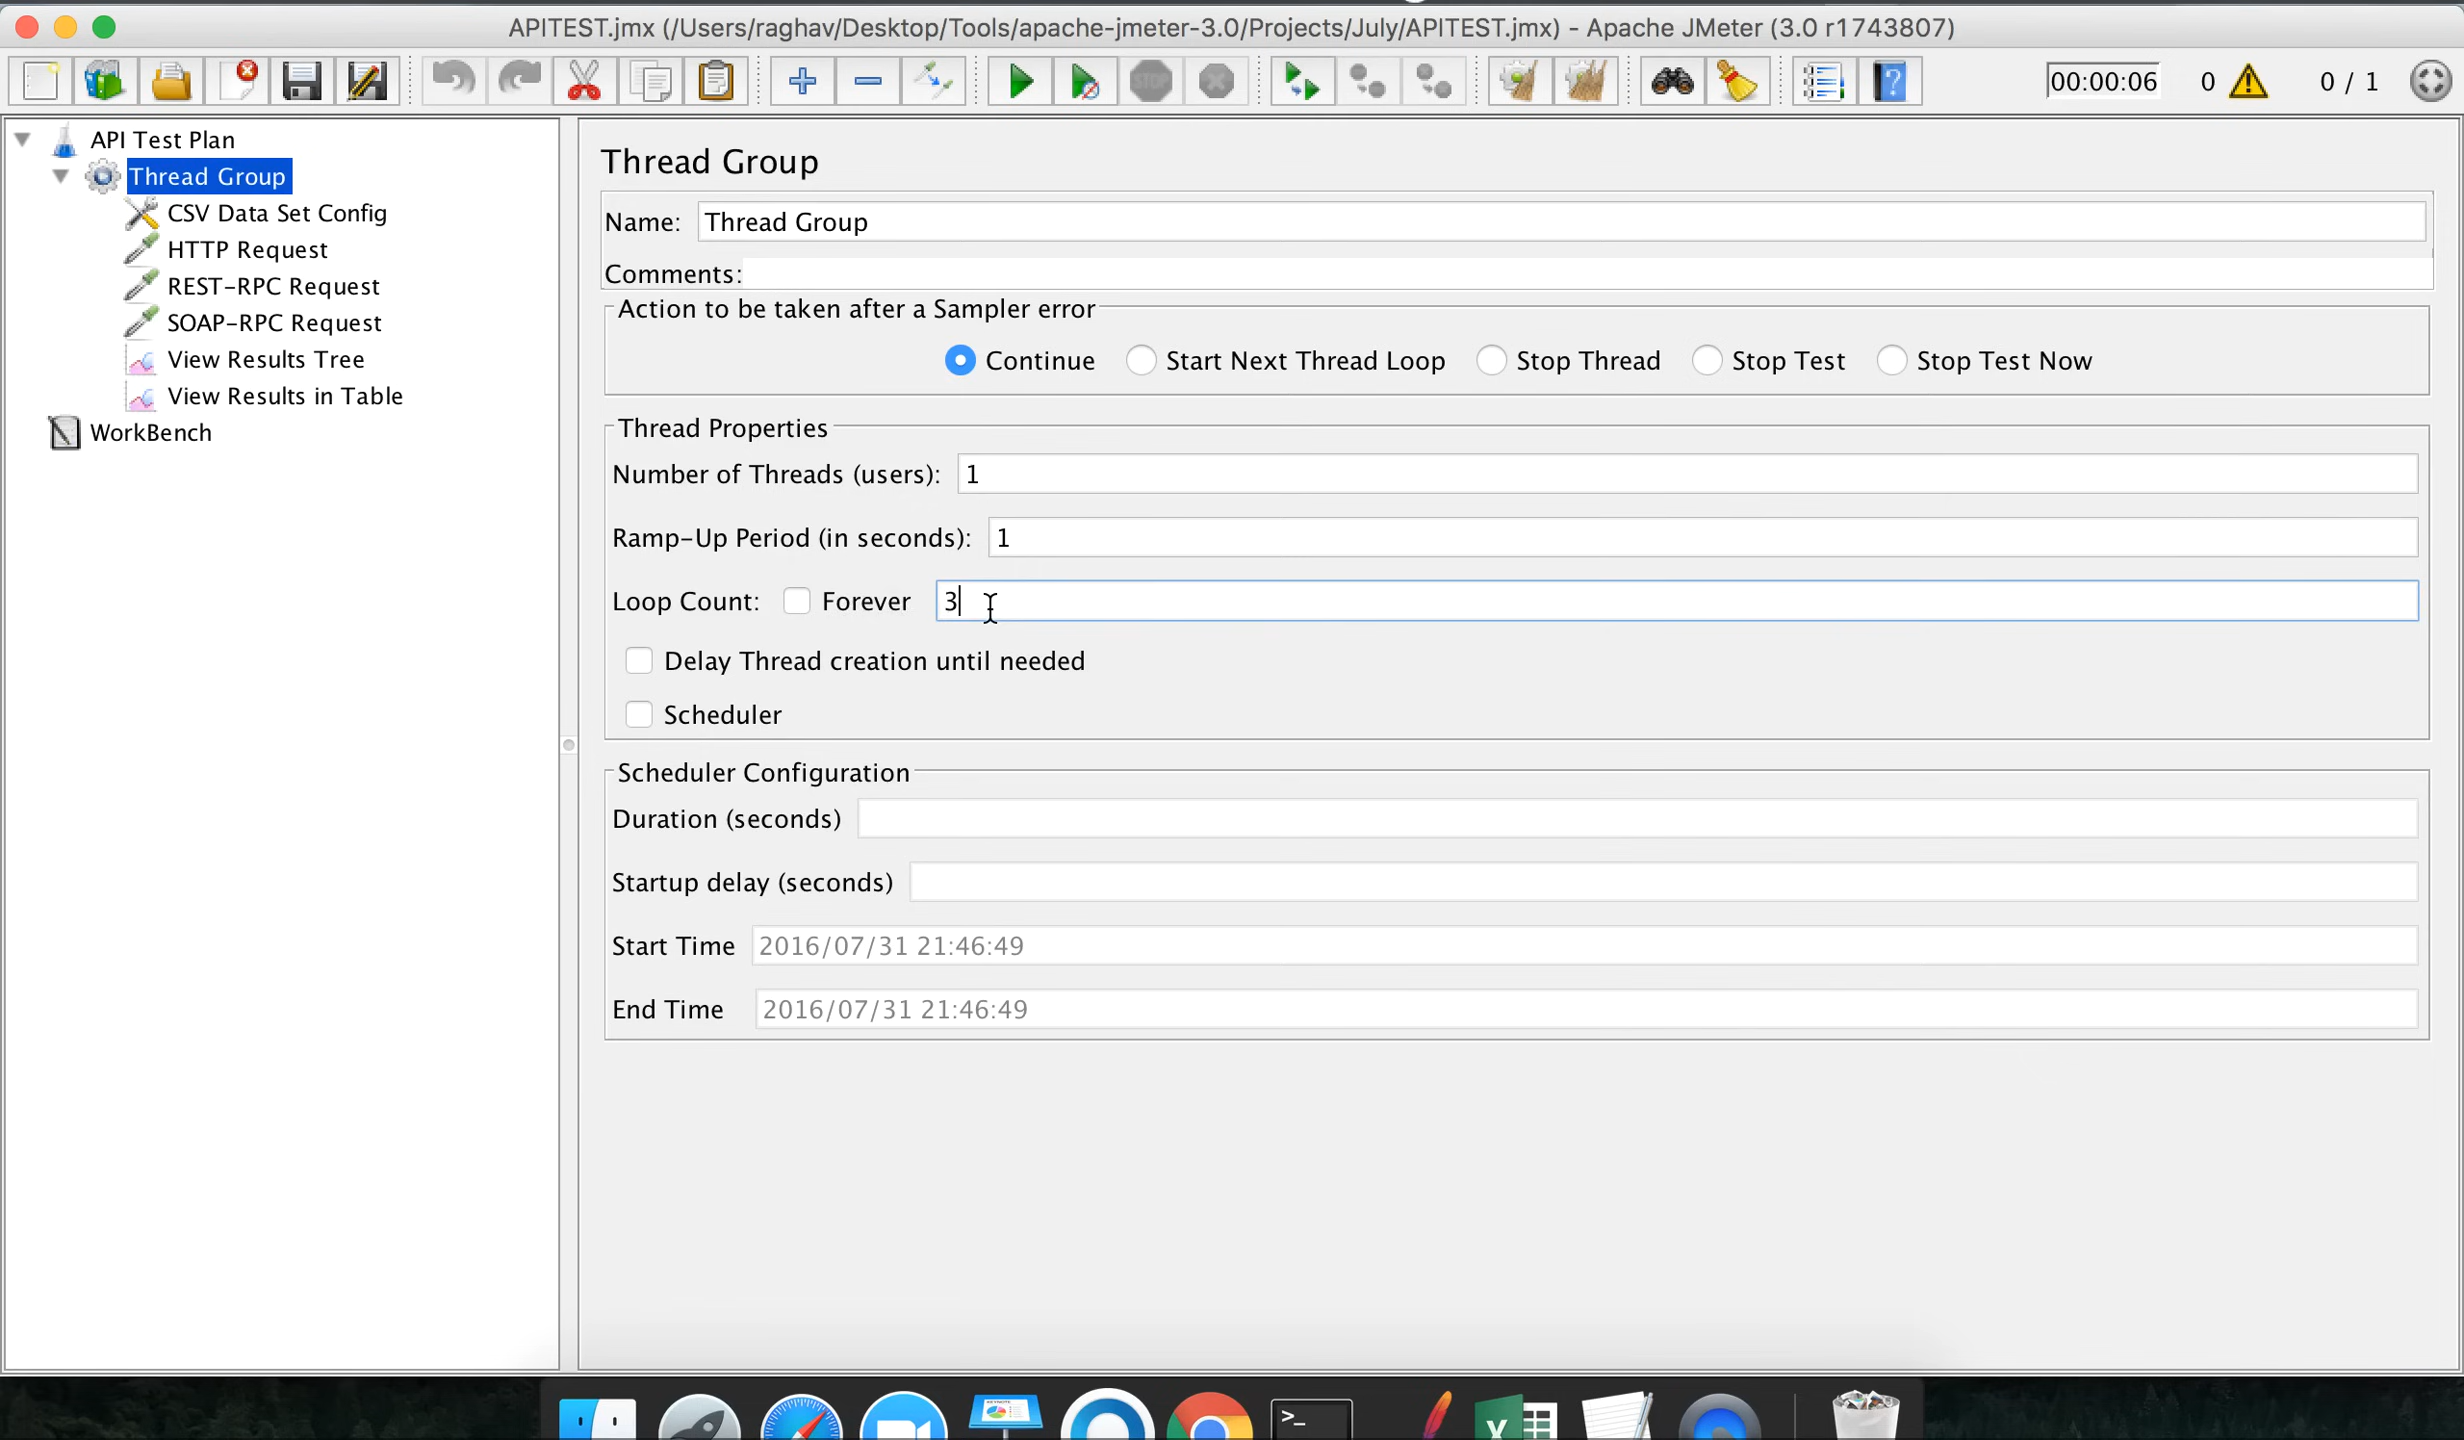 APITEST.jmx (/Users/raghav/Desktop/Tools/apache-jmeter-3.0/Projects/July/APITEST.jmx) - Apache JMeter (3.0 r1743807)
STOP
?
00:00:06 0 0 / 1
API Test Plan
Thread Group
CSV Data Set Config
HTTP Request
REST-RPC Request
SOAP-RPC Request
View Results Tree
View Results in Table
WorkBench
Thread Group
Name: Thread Group
Comments:
Action to be taken after a Sampler error
Continue Start Next Thread Loop Stop Thread Stop Test Stop Test Now
Thread Properties
Number of Threads (users): 1
Ramp-Up Period (in seconds): 1
Loop Count: Forever 3
Delay Thread creation until needed
Scheduler
Scheduler Configuration
Duration (seconds)
Startup delay (seconds)
Start Time 2016/07/31 21:46:49
End Time 2016/07/31 21:46:49
>_
X